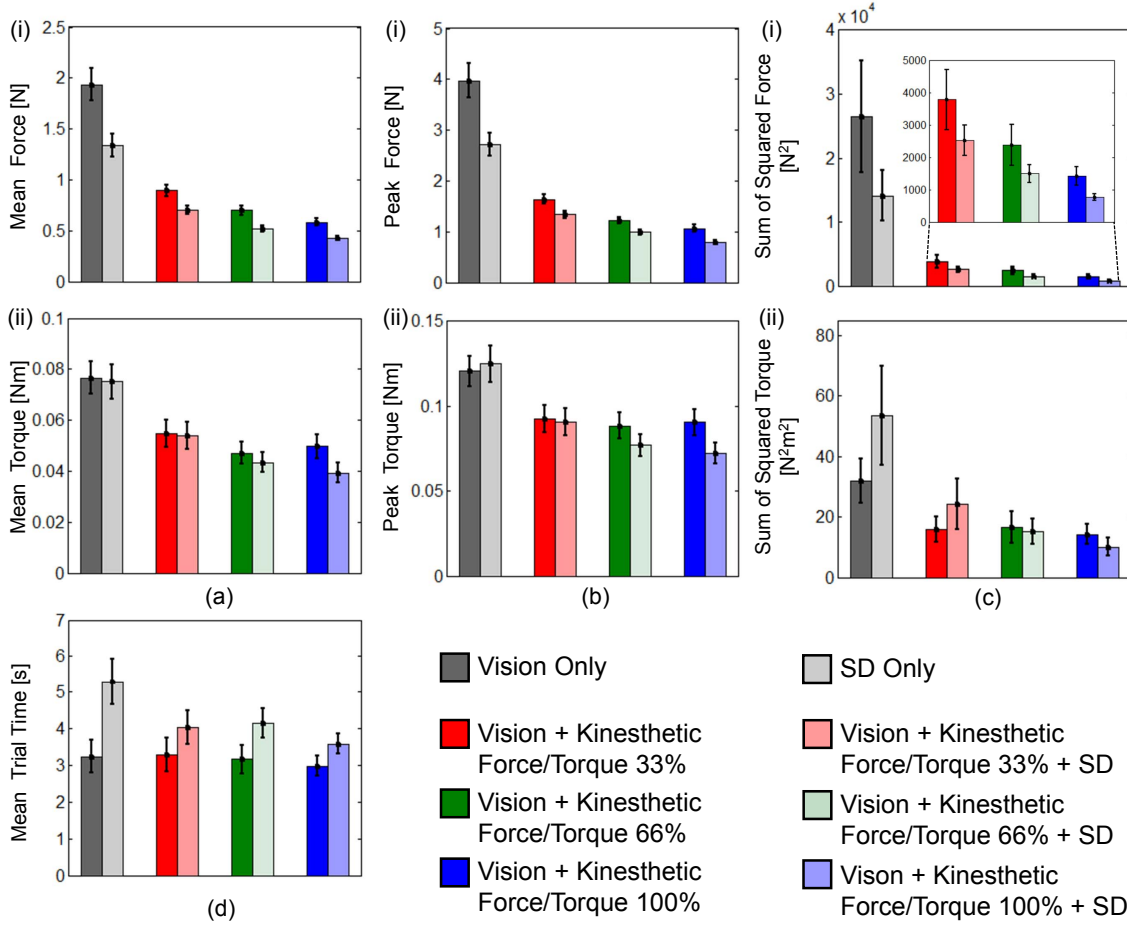 (i)
Mean Force [N]
2.5
2
1.5
1
0.5
0
(i)
Peak Force [N]
5
4
3
2
1
0
(i)
Sum of Squared Force
[N²]
x 10⁴
4
3
2
1
0
5000
4000
3000
2000
1000
0
(ii)
Mean Torque [Nm]
0.1
0.08
0.06
0.04
0.02
0
(a)
(ii)
Peak Torque [Nm]
0.15
0.1
0.05
0
(b)
(ii)
Sum of Squared Torque
[N²m²]
80
60
40
20
0
(c)
Mean Trial Time [s]
7
6
5
4
3
2
1
0
(d)
Vision Only
Vision + Kinesthetic
Force/Torque 33%
Vision + Kinesthetic
Force/Torque 66%
Vision + Kinesthetic
Force/Torque 100%
SD Only
Vision + Kinesthetic
Force/Torque 33% + SD
Vision + Kinesthetic
Force/Torque 66% + SD
Vison + Kinesthetic
Force/Torque 100% + SD